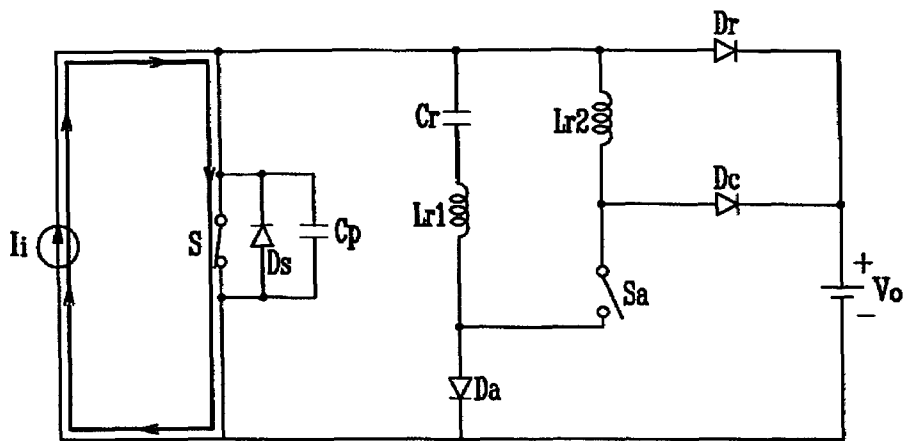 Dr
Cr
Lr2
Dc
Lr1
S
Ds
Cp
Ii
Sa
+
Vo
-
Da